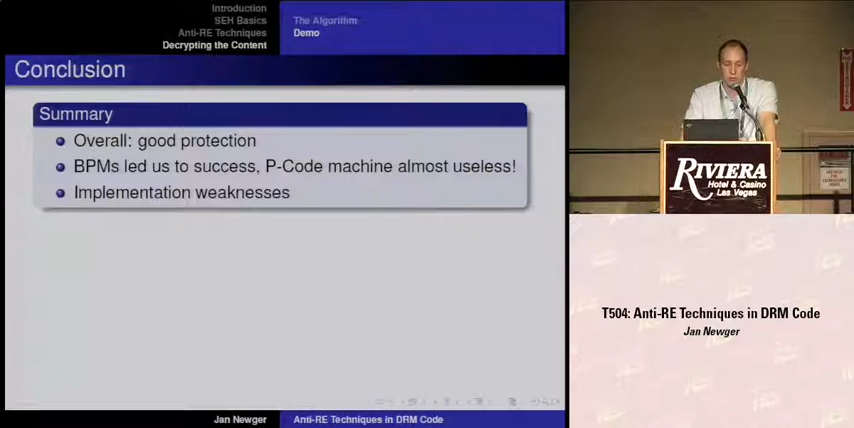 Introduction
SEH Basics
Anti-RE Techniques
Decrypting the Content
The Algorithm
Demo
Conclusion
Summary
Overall: good protection
BPMs led us to success, P-Code machine almost useless!
Implementation weaknesses
Jan Newger
Anti-RE Techniques in DRM Code
RIVIERA
Hotel & Casino
Las Vegas
T504: Anti-RE Techniques in DRM Code
Jan Newger